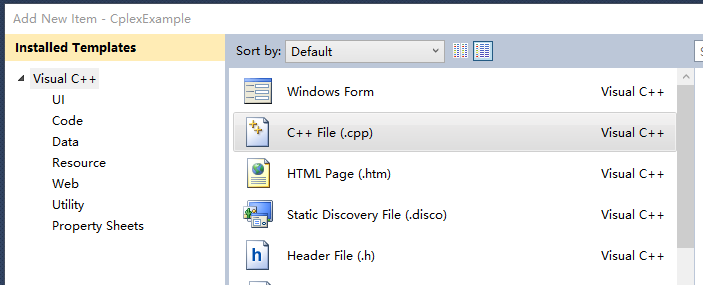 Add New Item - CplexExample
Installed Templates
Visual C++
UI
Code
Data
Resource
Web
Utility
Property Sheets
Sort by: Default
Windows Form Visual C++
C++ File (.cpp) Visual C++
HTML Page (.htm) Visual C++
Static Discovery File (.disco) Visual C++
Header File (.h) Visual C++